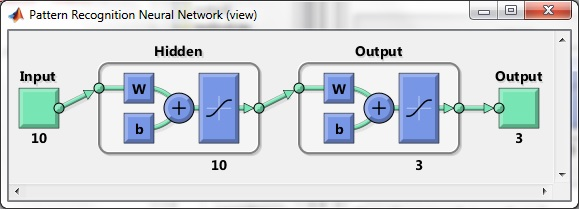 Pattern Recognition Neural Network (view)
Hidden
Output
Input
W
b
+
W
b
+
Output
10
10
3
3